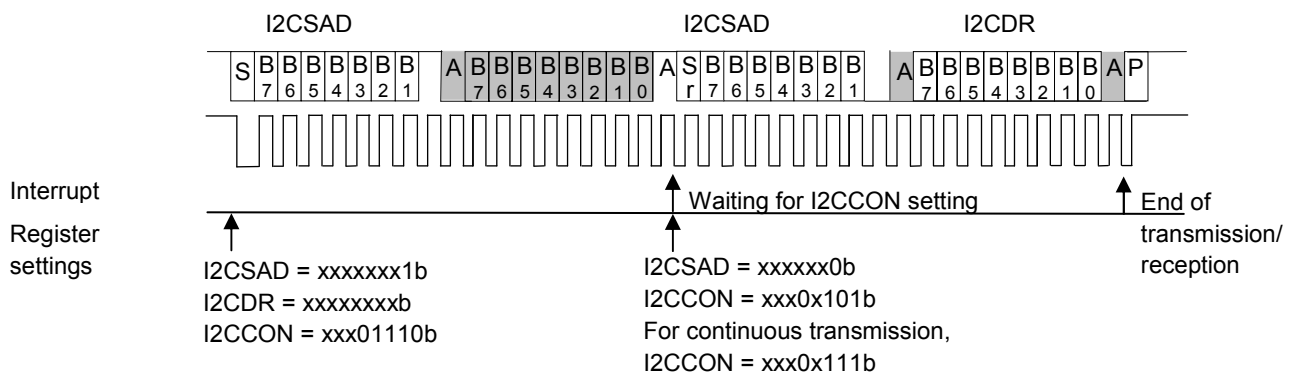 I2CSAD I2CSAD I2CDR
S B7 B6 B5 B4 B3 B2 B1 A B7 B6 B5 B4 B3 B2 B1 B0 A Sr B7 B6 B5 B4 B3 B2 B1 A B7 B6 B5 B4 B3 B2 B1 B0 A P
Interrupt
Waiting for I2CCON setting
End of
transmission/
reception
Register
settings
I2CSAD = xxxxxxx1b
I2CDR = xxxxxxxxb
I2CCON = xxx01110b
I2CSAD = xxxxxx0b
I2CCON = xxx0x101b
For continuous transmission,
I2CCON = xxx0x111b